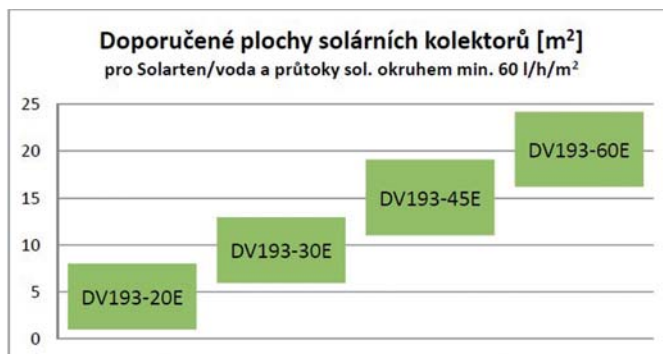 Doporučené plochy solárních kolektorů [m²]
pro Solarten/voda a průtoky sol. okruhem min. 60 l/h/m²
25
20
15
10
5
0
DV193-20E
DV193-30E
DV193-45E
DV193-60E